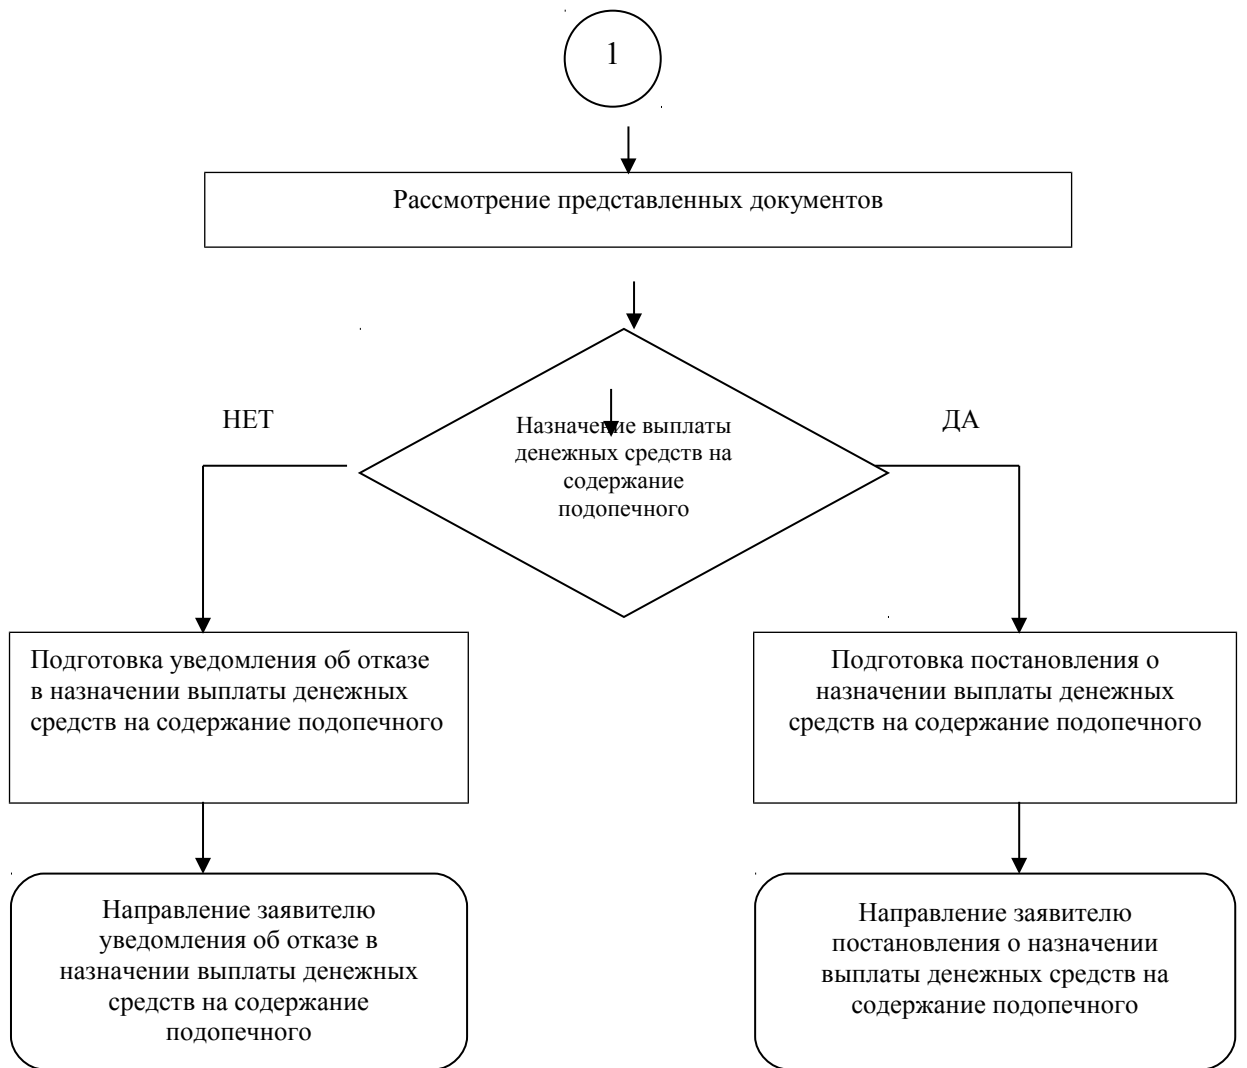 1
Рассмотрение представленных документов
НЕТ
ДА
Назначение выплаты
денежных средств на
содержание
подопечного
Подготовка уведомления об отказе
в назначении выплаты денежных
средств на содержание подопечного
Подготовка постановления о
назначении выплаты денежных
средств на содержание подопечного
Направление заявителю
уведомления об отказе в
назначении выплаты денежных
средств на содержание
подопечного
Направление заявителю
постановления о назначении
выплаты денежных средств на
содержание подопечного